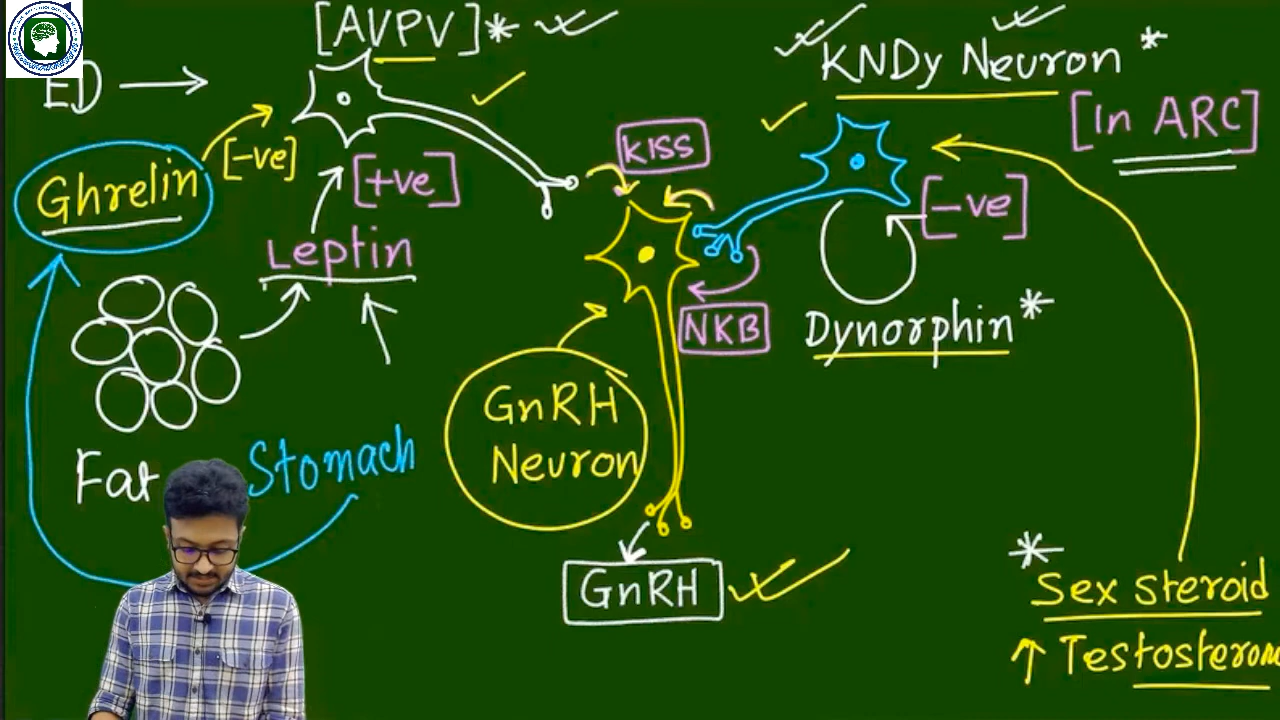 [AVPV]*
KNDy Neuron *
[In ARC]
ED →
[-ve]
Ghrelin
[+ve]
Leptin
KISS
[-ve]
NKB
Dynorphin*
GnRH
Neuron
Fat
Stomach
GnRH
*
Sex steroid
↑ Testosterone